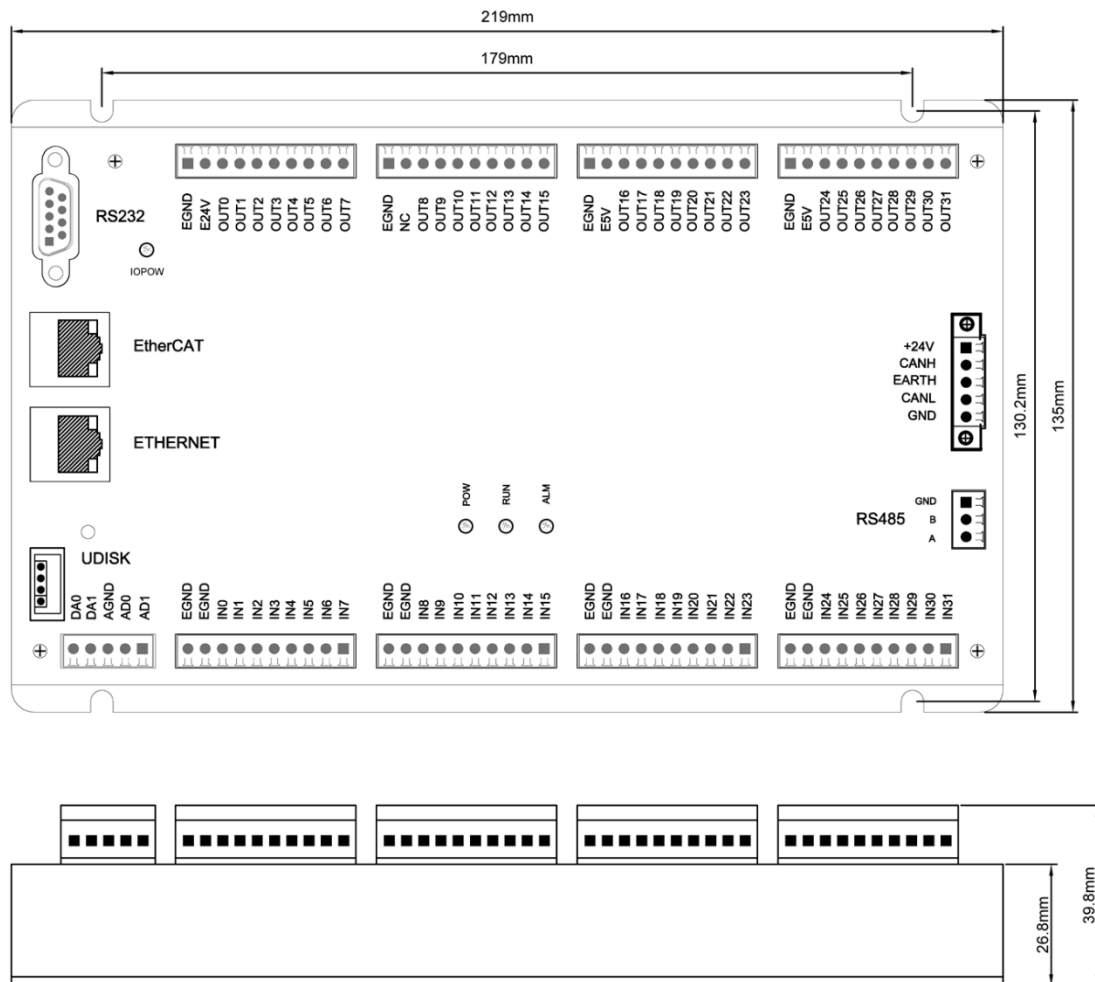 219mm
179mm
RS232
IOPOW
EGND
E24V
OUT0
OUT1
OUT2
OUT3
OUT4
OUT5
OUT6
OUT7
EGND
NC
OUT8
OUT9
OUT10
OUT11
OUT12
OUT13
OUT14
OUT15
EGND
E5V
OUT16
OUT17
OUT18
OUT19
OUT20
OUT21
OUT22
OUT23
EGND
E5V
OUT24
OUT25
OUT26
OUT27
OUT28
OUT29
OUT30
OUT31
EtherCAT
ETHERNET
+24V
CANH
EARTH
CANL
GND
130.2mm
135mm
POW
RUN
ALM
RS485
GND
B
A
UDISK
DA0
DA1
AGND
AD0
AD1
EGND
EGND
IN0
IN1
IN2
IN3
IN4
IN5
IN6
IN7
EGND
EGND
IN8
IN9
IN10
IN11
IN12
IN13
IN14
IN15
EGND
EGND
IN16
IN17
IN18
IN19
IN20
IN21
IN22
IN23
EGND
EGND
IN24
IN25
IN26
IN27
IN28
IN29
IN30
IN31
26.8mm
39.8mm